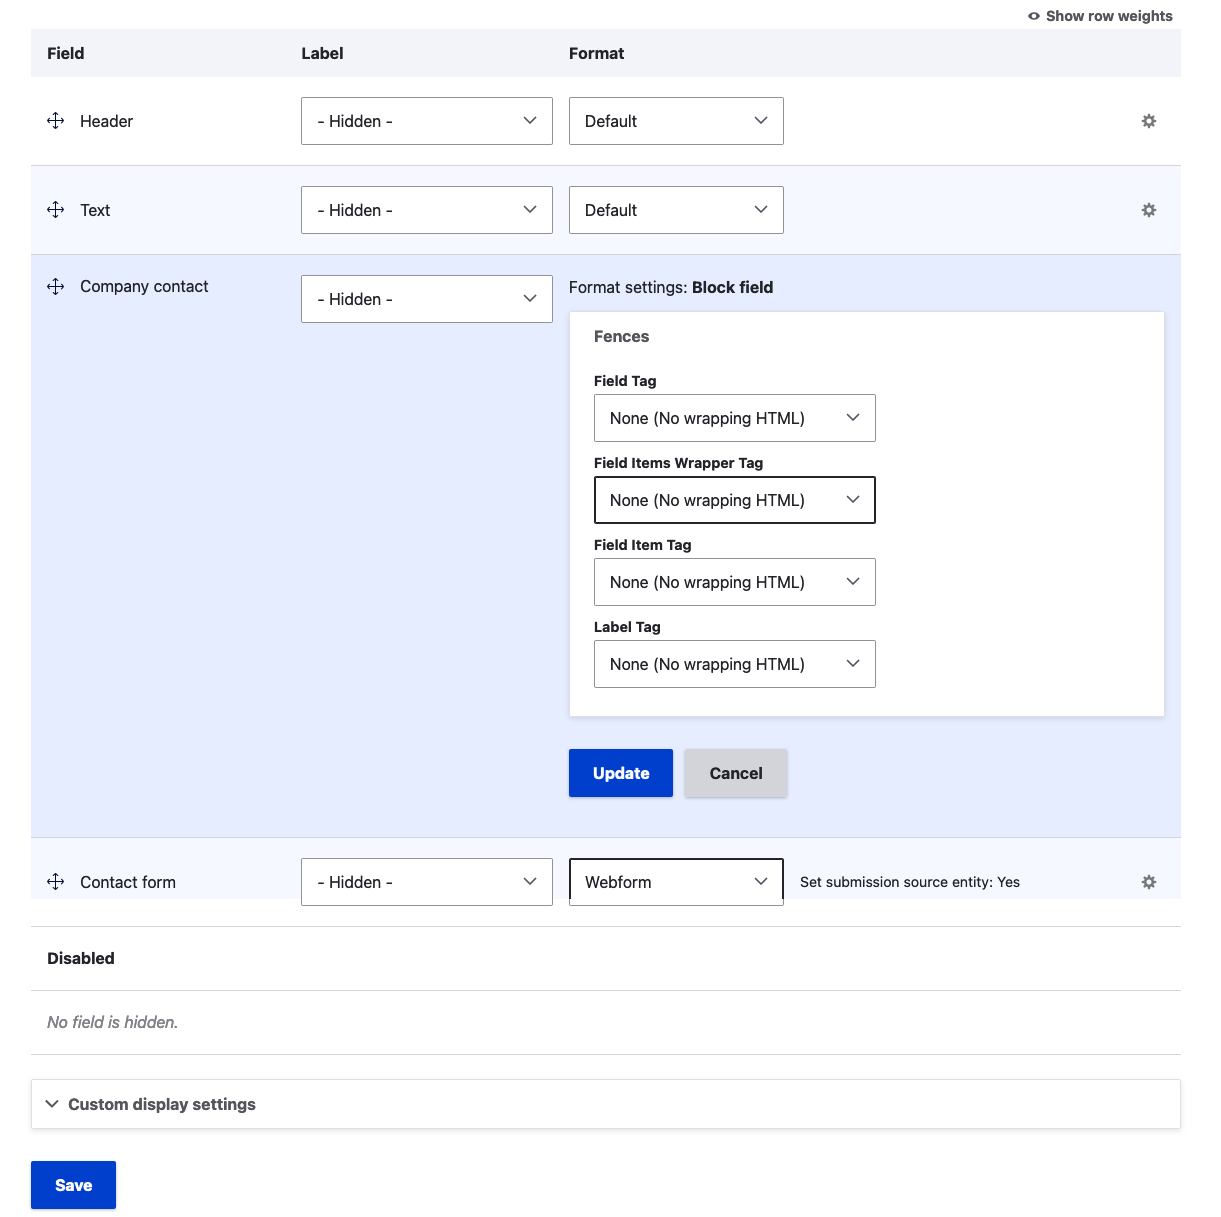 Show row weights
Field Label Format
Header - Hidden - Default
Text - Hidden - Default
Company contact - Hidden - Format settings: Block field
Fences
Field Tag
None (No wrapping HTML)
Field Items Wrapper Tag
None (No wrapping HTML)
Field Item Tag
None (No wrapping HTML)
Label Tag
None (No wrapping HTML)
Update Cancel
Contact form - Hidden - Webform Set submission source entity: Yes
Disabled
No field is hidden.
Custom display settings
Save